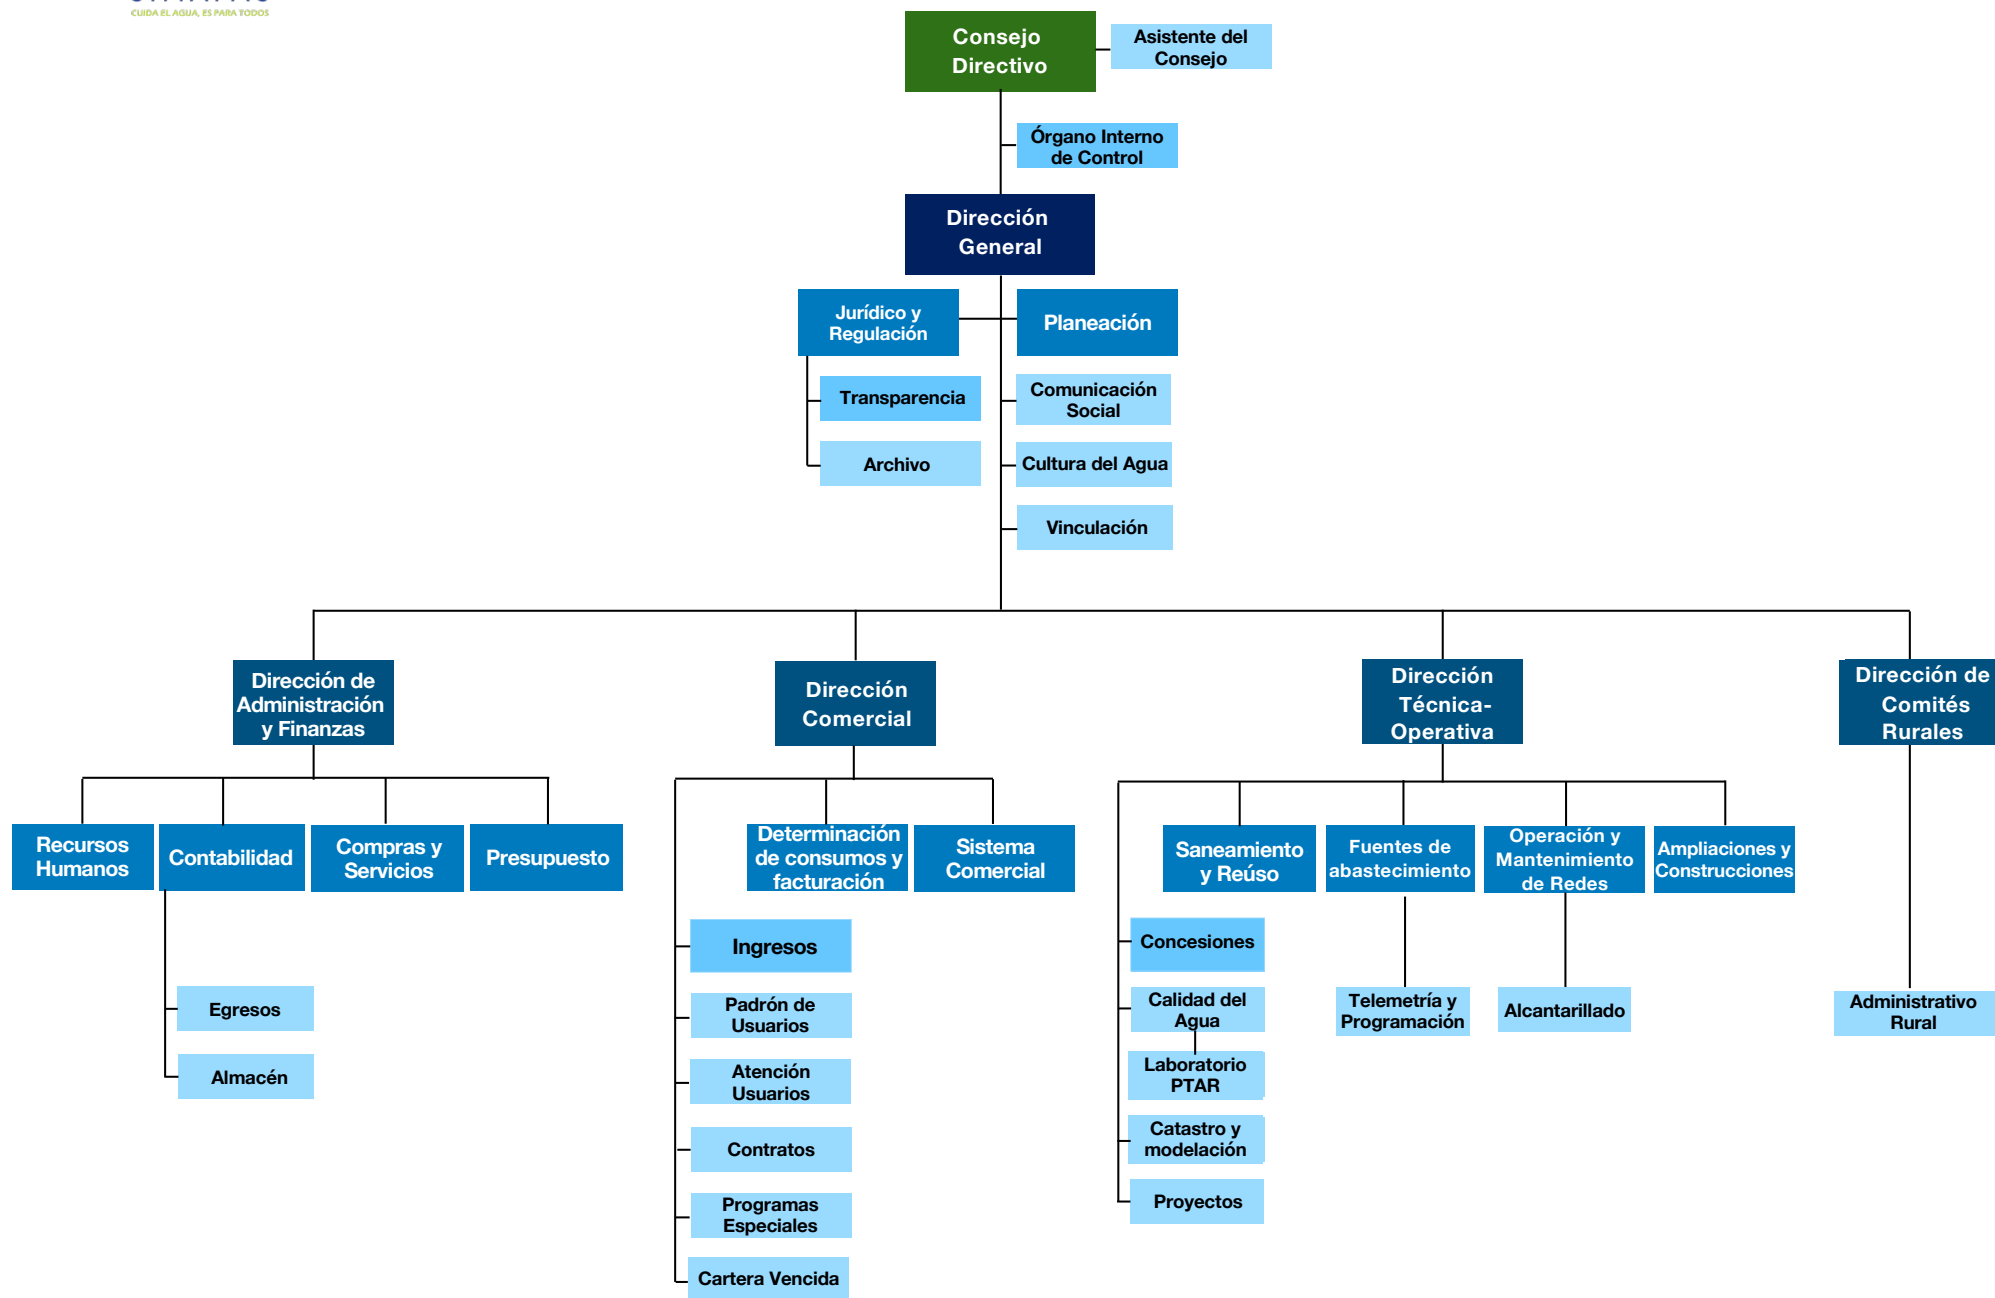 CUIDA EL AGUA, ES PARA TODOS
Consejo
Directivo
Asistente del
Consejo
Órgano Interno
de Control
Dirección
General
Jurídico y
Regulación
Planeación
Transparencia
Comunicación
Social
Archivo
Cultura del Agua
Vinculación
Dirección de
Administración
y Finanzas
Dirección
Comercial
Dirección
Técnica-
Operativa
Dirección de
Comités
Rurales
Recursos
Humanos
Contabilidad
Compras y
Servicios
Presupuesto
Determinación
de consumos y
facturación
Sistema
Comercial
Saneamiento
y Reúso
Fuentes de
abastecimiento
Operación y
Mantenimiento
de Redes
Ampliaciones y
Construcciones
Egresos
Almacén
Ingresos
Padrón de
Usuarios
Atención
Usuarios
Contratos
Programas
Especiales
Cartera Vencida
Concesiones
Calidad del
Agua
Laboratorio
PTAR
Catastro y
modelación
Proyectos
Telemetría y
Programación
Alcantarillado
Administrativo
Rural